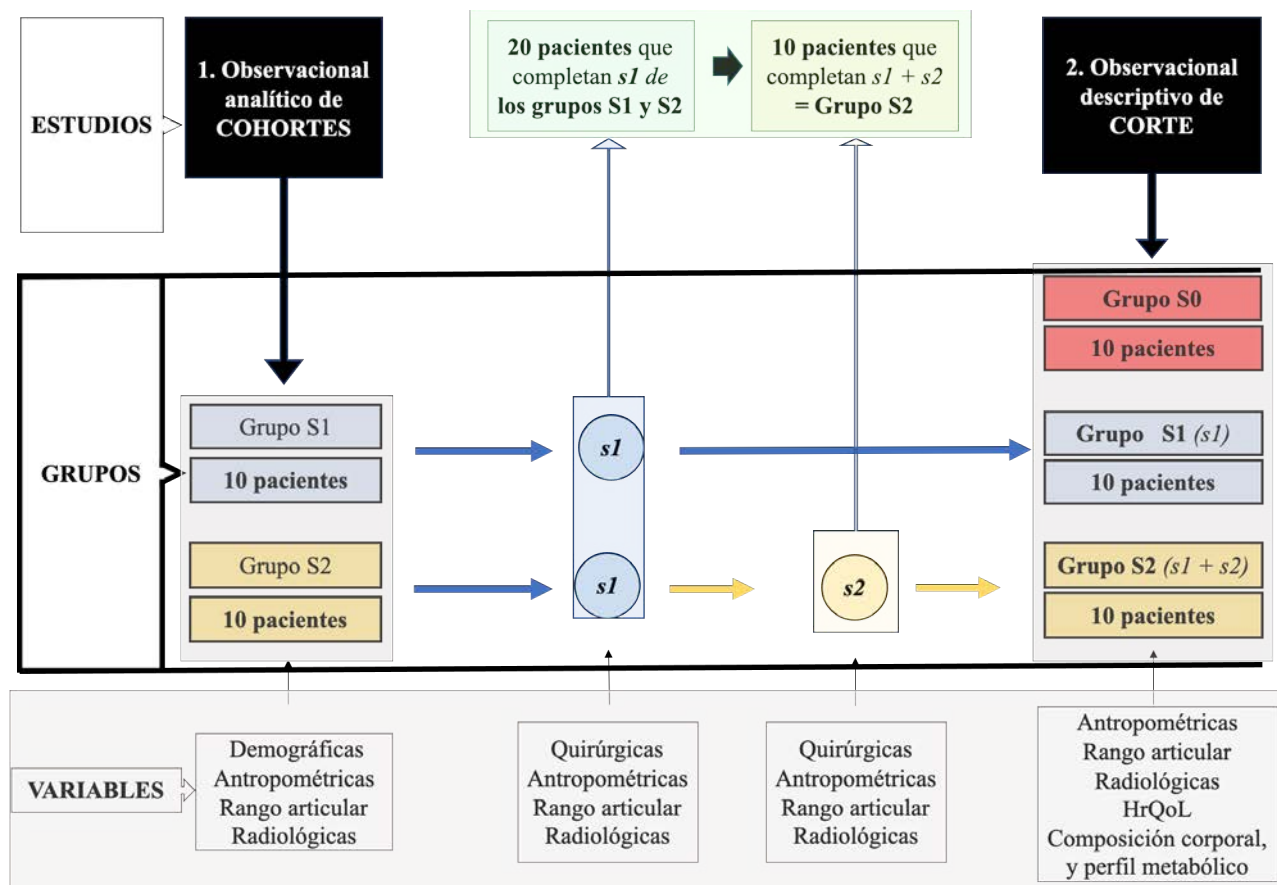 ESTUDIOS
1. Observacional
analítico de
COHORTES
20 pacientes que
completan s1 de
los grupos S1 y S2
10 pacientes que
completan s1 + s2
= Grupo S2
2. Observacional
descriptivo de
CORTE
GRUPOS
Grupo S1
10 pacientes
Grupo S2
10 pacientes
s1
s1
s2
Grupo S0
10 pacientes
Grupo S1 (s1)
10 pacientes
Grupo S2 (s1 + s2)
10 pacientes
VARIABLES
Demográficas
Antropométricas
Rango articular
Radiológicas
Quirúrgicas
Antropométricas
Rango articular
Radiológicas
Quirúrgicas
Antropométricas
Rango articular
Radiológicas
Antropométricas
Rango articular
Radiológicas
HrQoL
Composición corporal,
y perfil metabólico